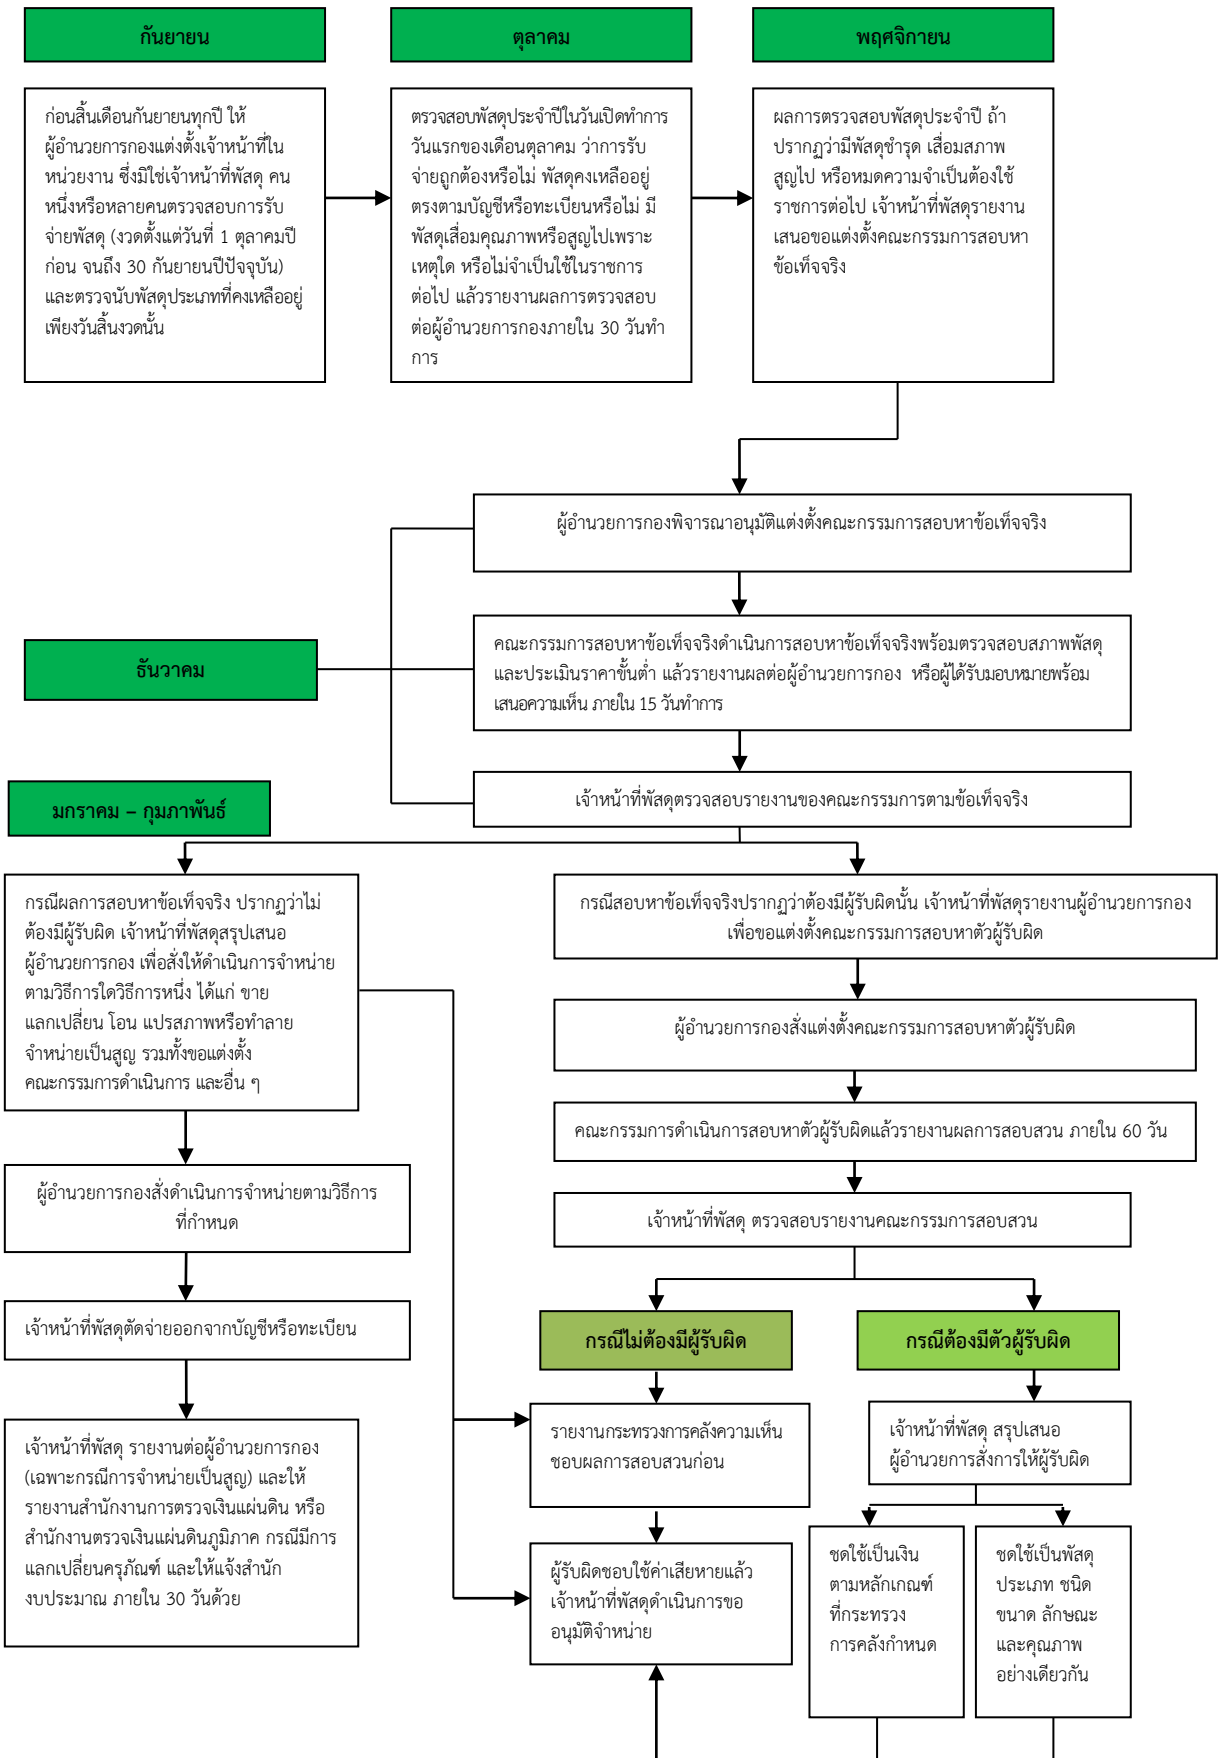 กันยายน
ตุลาคม
พฤศจิกายน
ก่อนสิ้นเดือนกันยายนทุกปี ให้
ผู้อำนวยการกองแต่งตั้งเจ้าหน้าที่ใน
หน่วยงาน ซึ่งมิใช่เจ้าหน้าที่พัสดุ คน
หนึ่งหรือหลายคนตรวจสอบการรับ
จ่ายพัสดุ (งวดตั้งแต่วันที่ 1 ตุลาคมปี
ก่อน จนถึง 30 กันยายนปีปัจจุบัน)
และตรวจนับพัสดุประเภทที่คงเหลืออยู่
เพียงวันสิ้นงวดนั้น
ตรวจสอบพัสดุประจำปีในวันเปิดทำการ
วันแรกของเดือนตุลาคม ว่าการรับ
จ่ายถูกต้องหรือไม่ พัสดุคงเหลืออยู่
ตรงตามบัญชีหรือทะเบียนหรือไม่ มี
พัสดุเสื่อมคุณภาพหรือสูญไปเพราะ
เหตุใด หรือไม่จำเป็นใช้ในราชการ
ต่อไป แล้วรายงานผลการตรวจสอบ
ต่อผู้อำนวยการกองภายใน 30 วันทำ
การ
ผลการตรวจสอบพัสดุประจำปี ถ้า
ปรากฏว่ามีพัสดุชำรุด เสื่อมสภาพ
สูญไป หรือหมดความจำเป็นต้องใช้
ราชการต่อไป เจ้าหน้าที่พัสดุรายงาน
เสนอขอแต่งตั้งคณะกรรมการสอบหา
ข้อเท็จจริง
ผู้อำนวยการกองพิจารณาอนุมัติแต่งตั้งคณะกรรมการสอบหาข้อเท็จจริง
ธันวาคม
คณะกรรมการสอบหาข้อเท็จจริงดำเนินการสอบหาข้อเท็จจริงพร้อมตรวจสอบสภาพพัสดุ
และประเมินราคาขั้นต่ำ แล้วรายงานผลต่อผู้อำนวยการกอง หรือผู้ได้รับมอบหมายพร้อม
เสนอความเห็น ภายใน 15 วันทำการ
เจ้าหน้าที่พัสดุตรวจสอบรายงานของคณะกรรมการตามข้อเท็จจริง
มกราคม – กุมภาพันธ์
กรณีผลการสอบหาข้อเท็จจริง ปรากฏว่าไม่
ต้องมีผู้รับผิด เจ้าหน้าที่พัสดุสรุปเสนอ
ผู้อำนวยการกอง เพื่อสั่งให้ดำเนินการจำหน่าย
ตามวิธีการใดวิธีการหนึ่ง ได้แก่ ขาย
แลกเปลี่ยน โอน แปรสภาพหรือทำลาย
จำหน่ายเป็นสูญ รวมทั้งขอแต่งตั้ง
คณะกรรมการดำเนินการ และอื่น ๆ
กรณีสอบหาข้อเท็จจริงปรากฏว่าต้องมีผู้รับผิดนั้น เจ้าหน้าที่พัสดุรายงานผู้อำนวยการกอง
เพื่อขอแต่งตั้งคณะกรรมการสอบหาตัวผู้รับผิด
ผู้อำนวยการกองสั่งแต่งตั้งคณะกรรมการสอบหาตัวผู้รับผิด
คณะกรรมการดำเนินการสอบหาตัวผู้รับผิดแล้วรายงานผลการสอบสวน ภายใน 60 วัน
ผู้อำนวยการกองสั่งดำเนินการจำหน่ายตามวิธีการ
ที่กำหนด
เจ้าหน้าที่พัสดุ ตรวจสอบรายงานคณะกรรมการสอบสวน
เจ้าหน้าที่พัสดุตัดจ่ายออกจากบัญชีหรือทะเบียน
กรณีไม่ต้องมีผู้รับผิด
กรณีต้องมีตัวผู้รับผิด
เจ้าหน้าที่พัสดุ รายงานต่อผู้อำนวยการกอง
(เฉพาะกรณีการจำหน่ายเป็นสูญ) และให้
รายงานสำนักงานการตรวจเงินแผ่นดิน หรือ
สำนักงานตรวจเงินแผ่นดินภูมิภาค กรณีมีการ
แลกเปลี่ยนครุภัณฑ์ และให้แจ้งสำนัก
งบประมาณ ภายใน 30 วันด้วย
รายงานกระทรวงการคลังความเห็น
ชอบผลการสอบสวนก่อน
เจ้าหน้าที่พัสดุ สรุปเสนอ
ผู้อำนวยการสั่งการให้ผู้รับผิด
ผู้รับผิดชอบใช้ค่าเสียหายแล้ว
เจ้าหน้าที่พัสดุดำเนินการขอ
อนุมัติจำหน่าย
ชดใช้เป็นเงิน
ตามหลักเกณฑ์
ที่กระทรวง
การคลังกำหนด
ชดใช้เป็นพัสดุ
ประเภท ชนิด
ขนาด ลักษณะ
และคุณภาพ
อย่างเดียวกัน